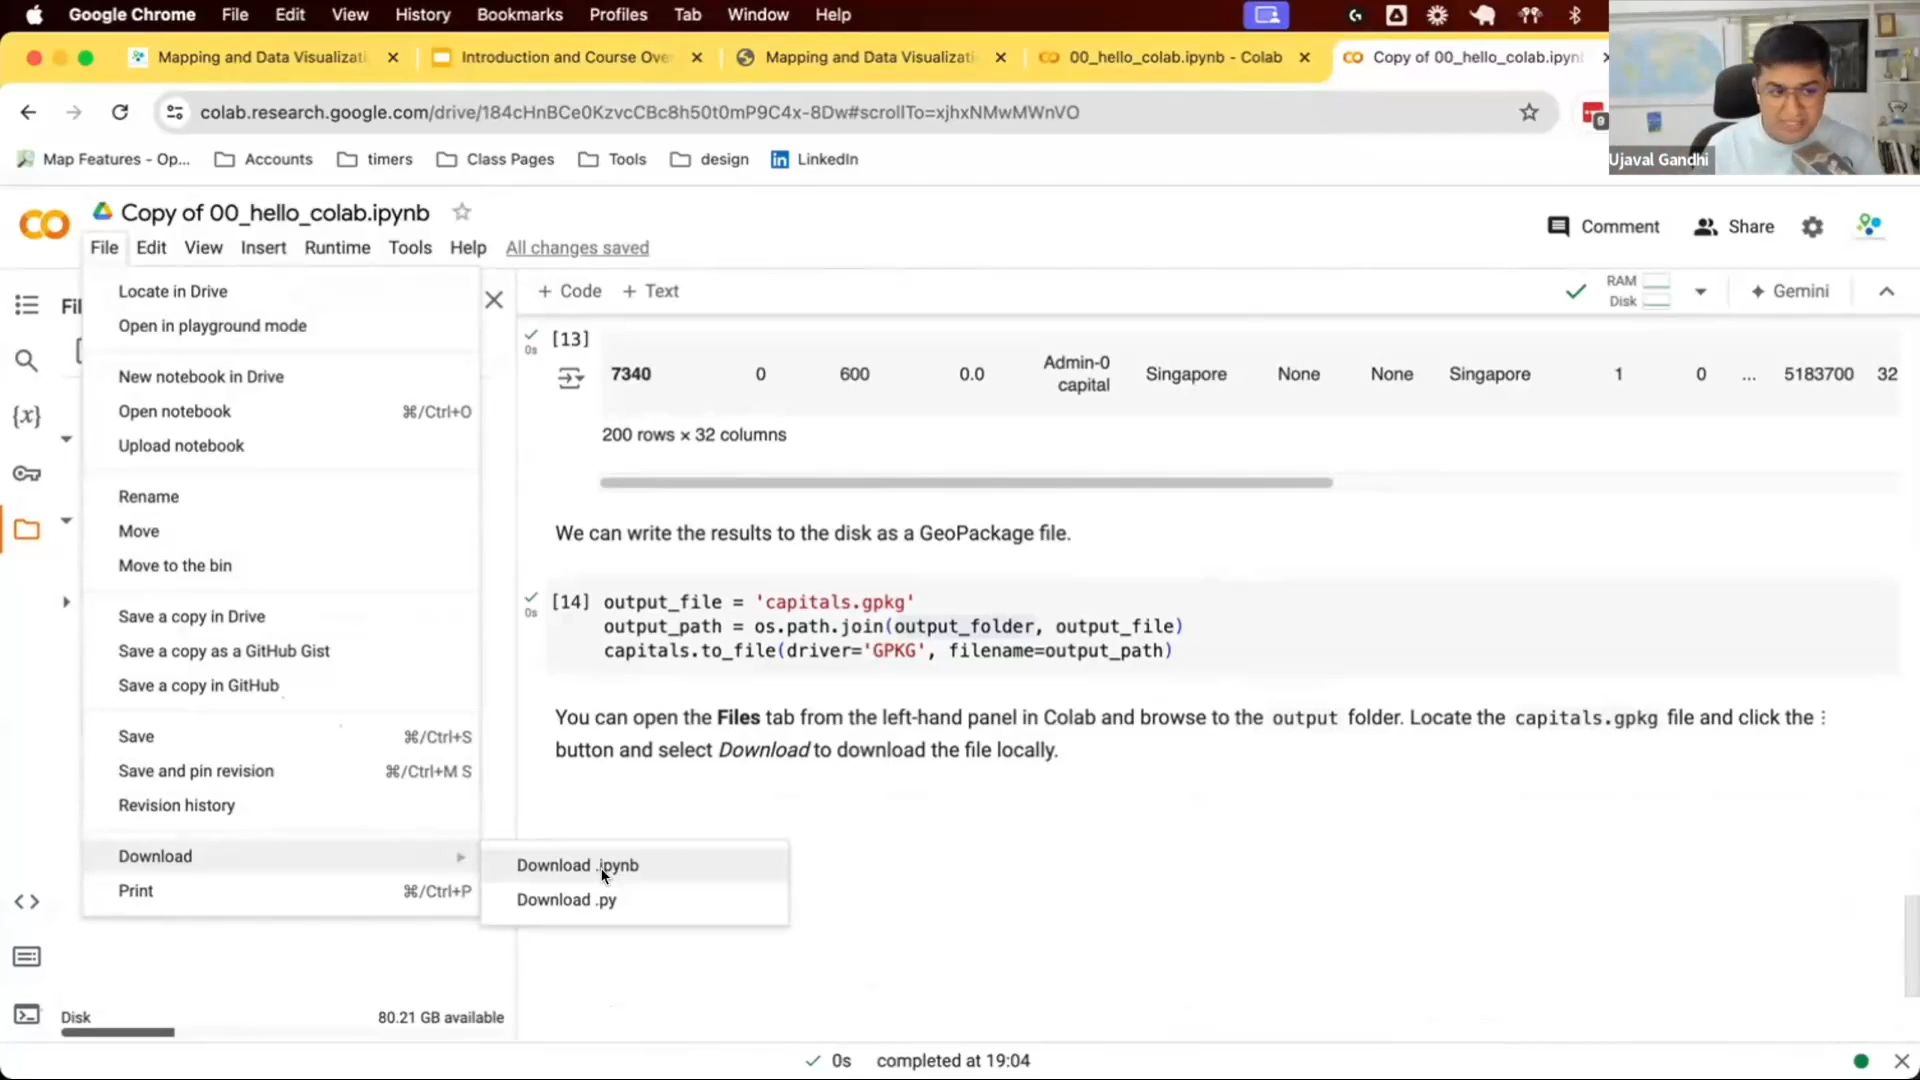 Google Chrome File Edit View History Bookmarks Profiles Tab Window Help
Mapping and Data Visualizati
Introduction and Course Ove
Mapping and Data Visualizati
00_hello_colab.ipynb - Colab
Copy of 00_hello_colab.ipyn
colab.research.google.com/drive/184cHnBCe0KzvcCBc8h50t0mP9C4x-8Dw#scrollTo=xjhxNMwMWnVO
9
Ujaval Gandhi
Map Features - Op... Accounts timers Class Pages Tools design LinkedIn
Copy of 00_hello_colab.ipynb
File Edit View Insert Runtime Tools Help All changes saved
Comment Share
+ Code + Text
RAM
Disk
Gemini
Fil
Locate in Drive
Open in playground mode
New notebook in Drive
Open notebook ⌘/Ctrl+O
Upload notebook
Rename
Move
Move to the bin
Save a copy in Drive
Save a copy as a GitHub Gist
Save a copy in GitHub
Save ⌘/Ctrl+S
Save and pin revision ⌘/Ctrl+M S
Revision history
Download
Print ⌘/Ctrl+P
Download .ipynb
Download .py
0s
[13]
7340 0 600 0.0 Admin-0 capital Singapore None None Singapore 1 0 ... 5183700 32
200 rows × 32 columns
We can write the results to the disk as a GeoPackage file.
0s
[14] output_file = 'capitals.gpkg'
output_path = os.path.join(output_folder, output_file)
capitals.to_file(driver='GPKG', filename=output_path)
You can open the Files tab from the left-hand panel in Colab and browse to the output folder. Locate the capitals.gpkg file and click the ⋮
button and select Download to download the file locally.
Disk 80.21 GB available
0s completed at 19:04